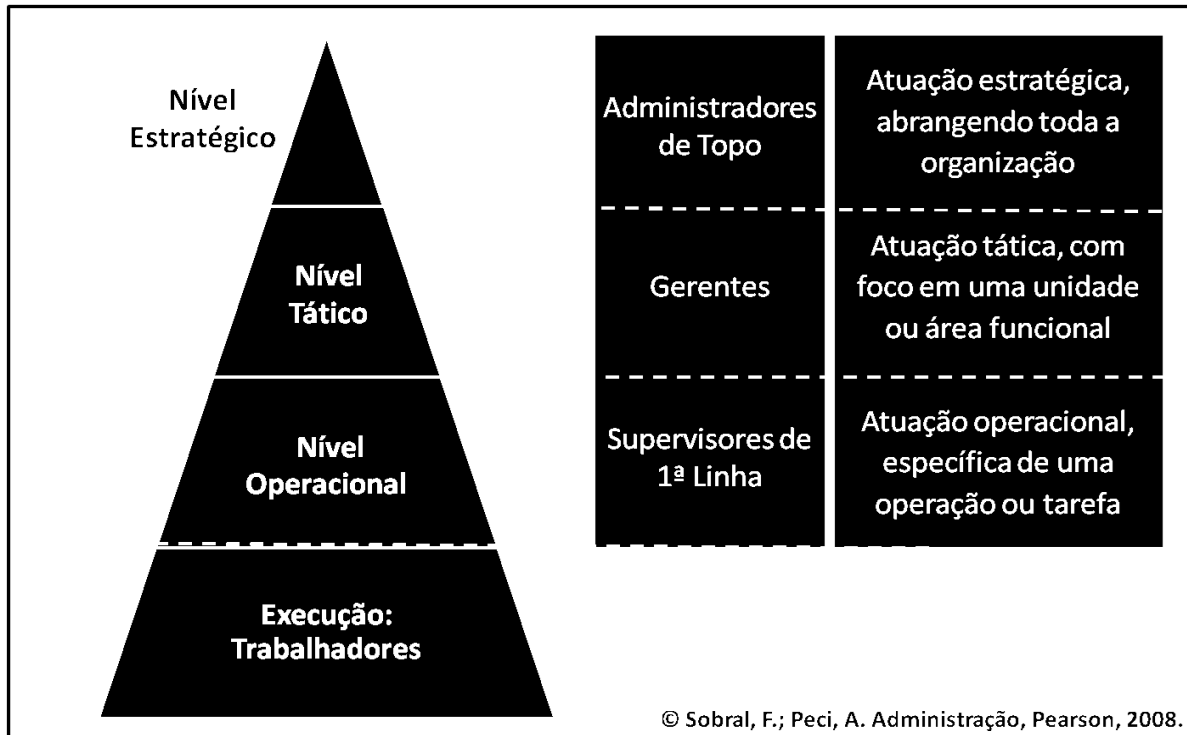 Nível
Estratégico
Nível
Tático
Nível
Operacional
Execução:
Trabalhadores
Administradores
de Topo
Atuação estratégica,
abrangendo toda a
organização
Gerentes
Atuação tática, com
foco em uma unidade
ou área funcional
Supervisores de
1ª Linha
Atuação operacional,
específica de uma
operação ou tarefa
© Sobral, F.; Peci, A. Administração, Pearson, 2008.